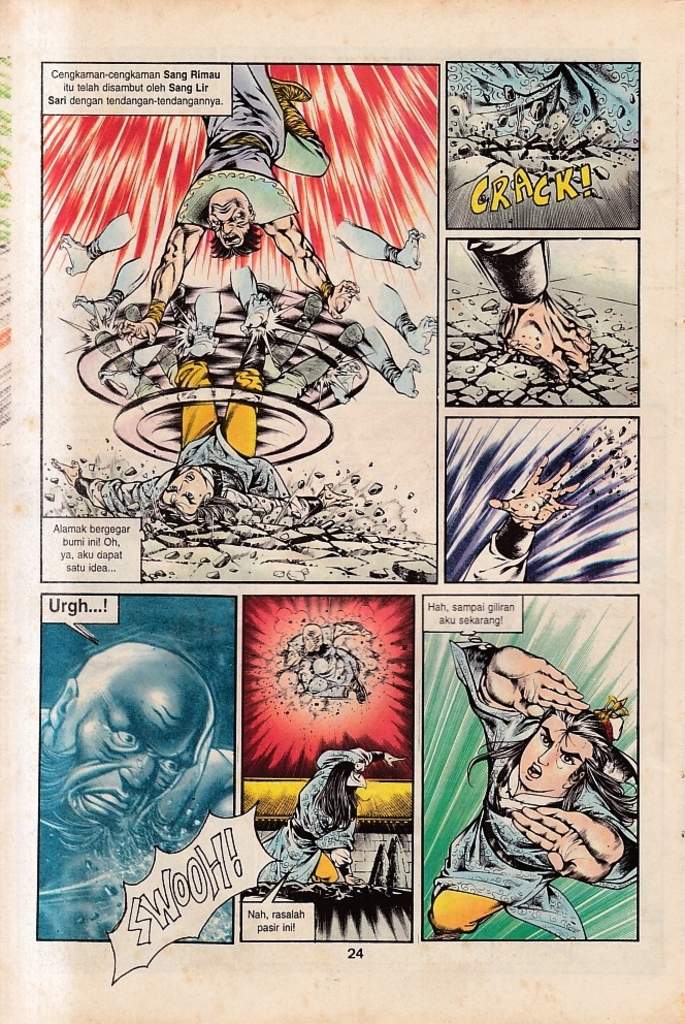 Cengkaman-cengkaman Sang Rimau
itu telah disambut oleh Sang Lir
Sari dengan tendangan-tendangannya.
CRACK!
Alamak bergegar
bumi ini! Oh,
ya, aku dapat
satu idea...
Urgh...!
SWOOH!
Nah, rasalah
pasir ini!
Hah, sampai giliran
aku sekarang!
24